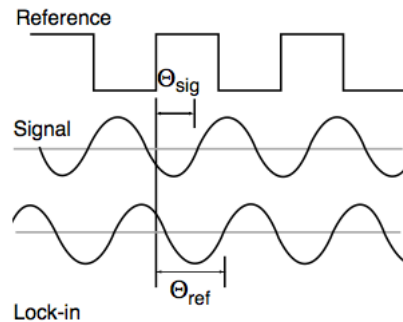 Reference
Θsig
Signal
Θref
Lock-in